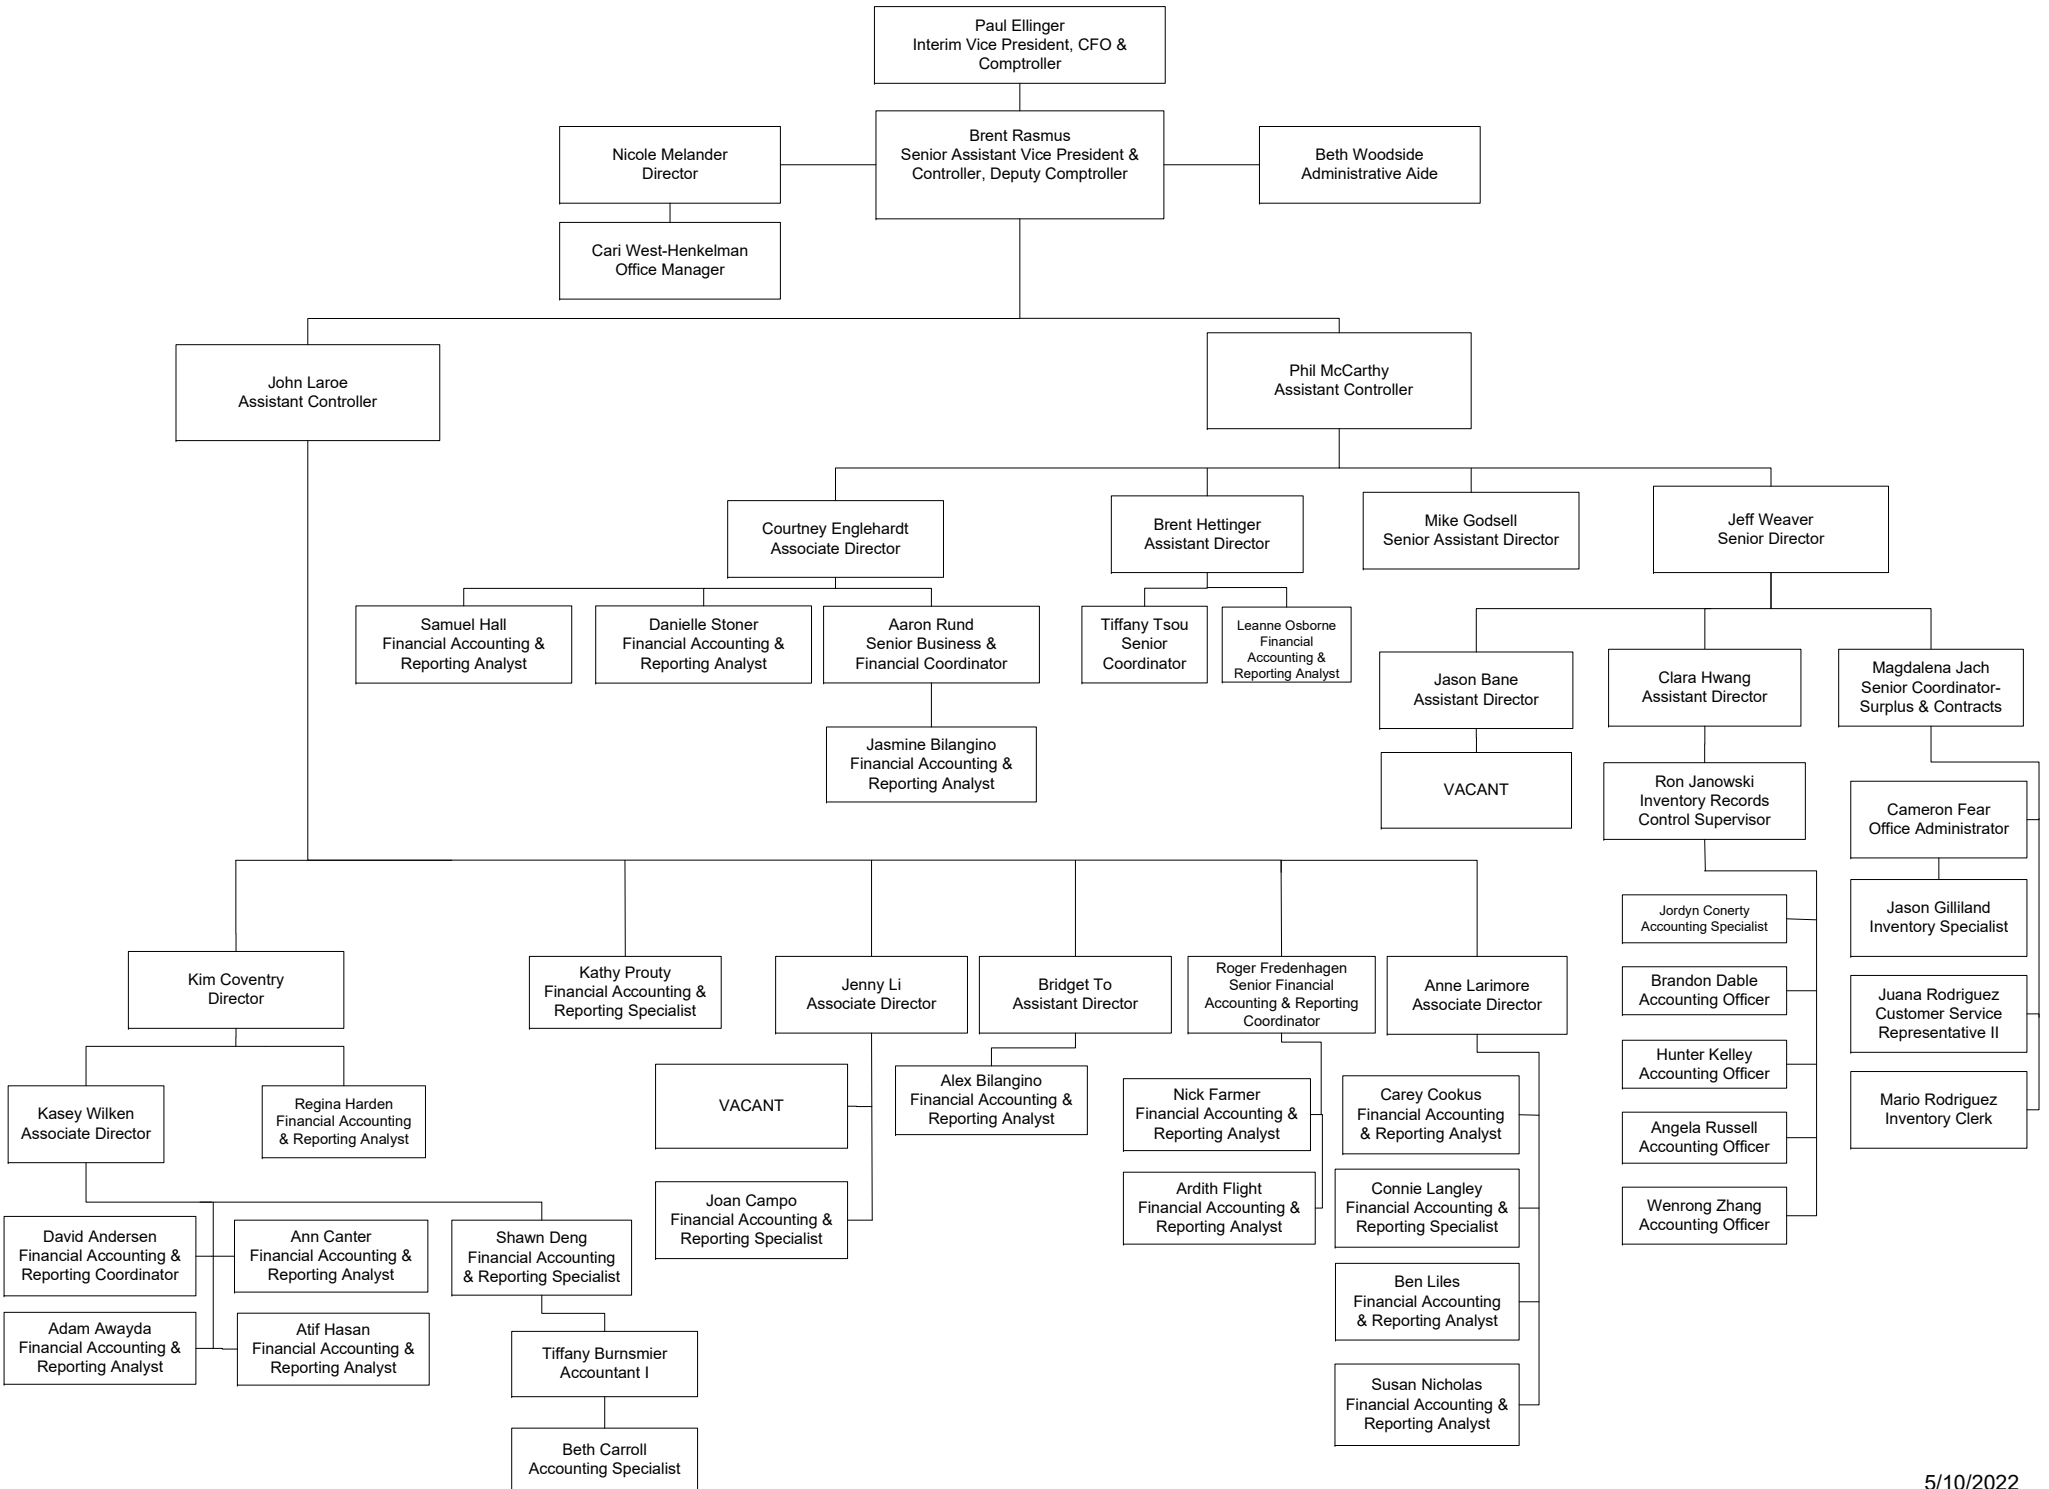 Paul Ellinger
Interim Vice President, CFO &
Comptroller
Nicole Melander
Director
Brent Rasmus
Senior Assistant Vice President &
Controller, Deputy Comptroller
Beth Woodside
Administrative Aide
Cari West-Henkelman
Office Manager
John Laroe
Assistant Controller
Phil McCarthy
Assistant Controller
Courtney Englehardt
Associate Director
Brent Hettinger
Assistant Director
Mike Godsell
Senior Assistant Director
Jeff Weaver
Senior Director
Samuel Hall
Financial Accounting &
Reporting Analyst
Danielle Stoner
Financial Accounting &
Reporting Analyst
Aaron Rund
Senior Business &
Financial Coordinator
Tiffany Tsou
Senior
Coordinator
Leanne Osborne
Financial
Accounting &
Reporting Analyst
Jason Bane
Assistant Director
Clara Hwang
Assistant Director
Magdalena Jach
Senior Coordinator-
Surplus & Contracts
Jasmine Bilangino
Financial Accounting &
Reporting Analyst
VACANT
Ron Janowski
Inventory Records
Control Supervisor
Cameron Fear
Office Administrator
Jordyn Conerty
Accounting Specialist
Jason Gilliland
Inventory Specialist
Brandon Dable
Accounting Officer
Juana Rodriguez
Customer Service
Representative II
Hunter Kelley
Accounting Officer
Mario Rodriguez
Inventory Clerk
Angela Russell
Accounting Officer
Wenrong Zhang
Accounting Officer
Kim Coventry
Director
Kathy Prouty
Financial Accounting &
Reporting Specialist
Jenny Li
Associate Director
Bridget To
Assistant Director
Roger Fredenhagen
Senior Financial
Accounting & Reporting
Coordinator
Anne Larimore
Associate Director
Kasey Wilken
Associate Director
Regina Harden
Financial Accounting
& Reporting Analyst
VACANT
Alex Bilangino
Financial Accounting &
Reporting Analyst
Nick Farmer
Financial Accounting &
Reporting Analyst
Carey Cookus
Financial Accounting
& Reporting Analyst
Joan Campo
Financial Accounting &
Reporting Specialist
Ardith Flight
Financial Accounting &
Reporting Analyst
Connie Langley
Financial Accounting &
Reporting Specialist
David Andersen
Financial Accounting &
Reporting Coordinator
Ann Canter
Financial Accounting &
Reporting Analyst
Shawn Deng
Financial Accounting
& Reporting Specialist
Ben Liles
Financial Accounting
& Reporting Analyst
Adam Awayda
Financial Accounting &
Reporting Analyst
Atif Hasan
Financial Accounting &
Reporting Analyst
Tiffany Burnsmier
Accountant I
Susan Nicholas
Financial Accounting &
Reporting Analyst
Beth Carroll
Accounting Specialist
5/10/2022